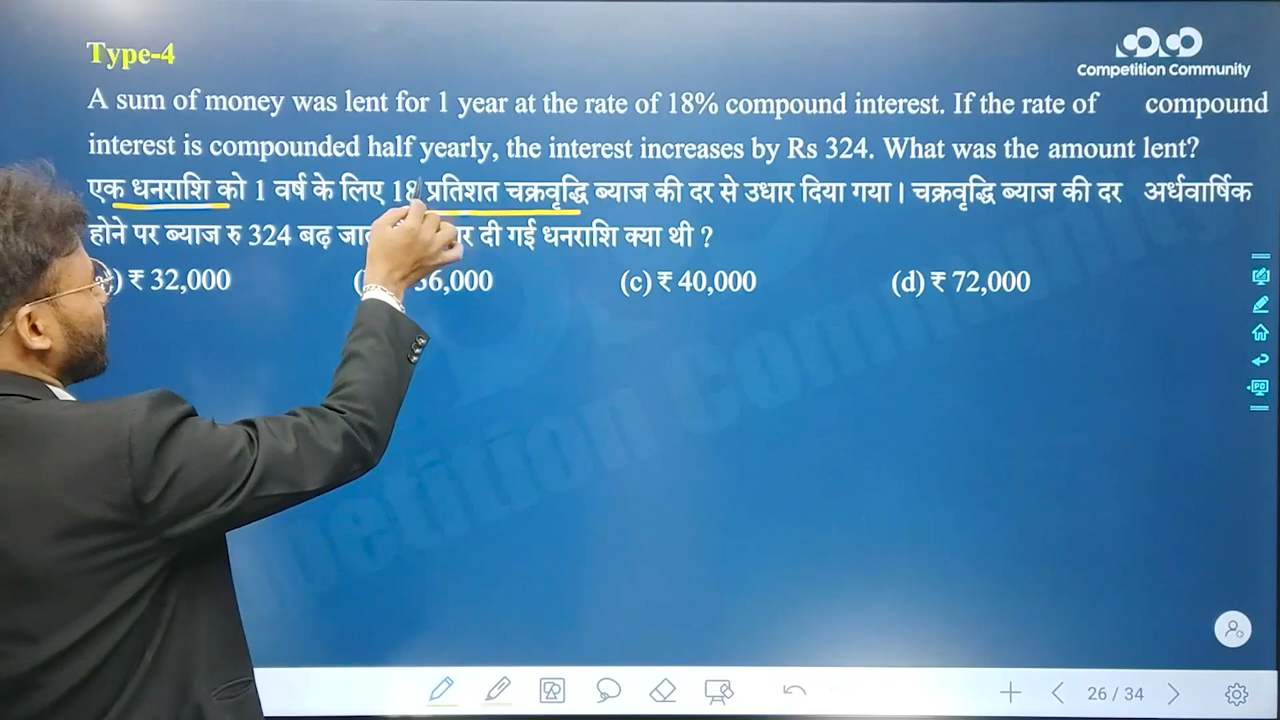 Type-4
Competition Community
A sum of money was lent for 1 year at the rate of 18% compound interest. If the rate of compound
interest is compounded half yearly, the interest increases by Rs 324. What was the amount lent?
एक धनराशि को 1 वर्ष के लिए 18 प्रतिशत चक्रवृद्धि ब्याज की दर से उधार दिया गया। चक्रवृद्धि ब्याज की दर अर्धवार्षिक
होने पर ब्याज रु 324 बढ़ दी गई धनराशि क्या थी ?
₹ 32,000 36,000 (c) ₹ 40,000 (d) ₹ 72,000
Competition Community
26 / 34